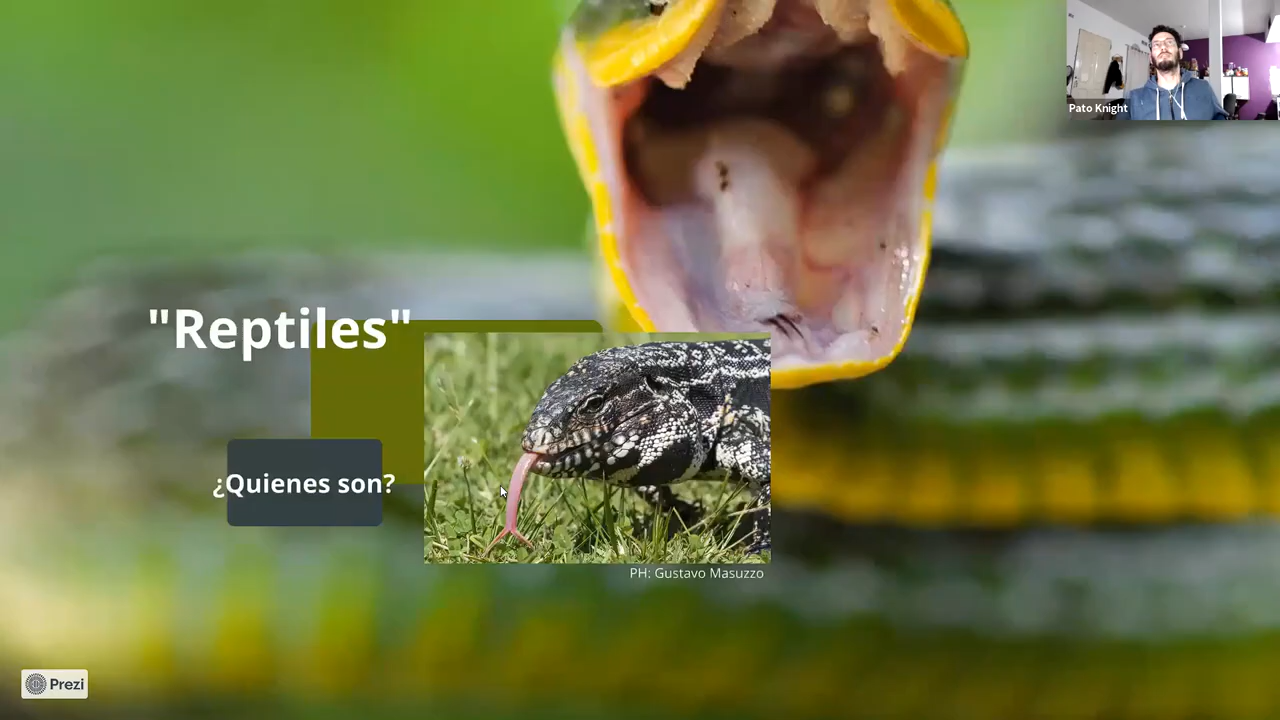 Pato Knight
"Reptiles"
¿Quienes son?
PH: Gustavo Masuzzo
Prezi